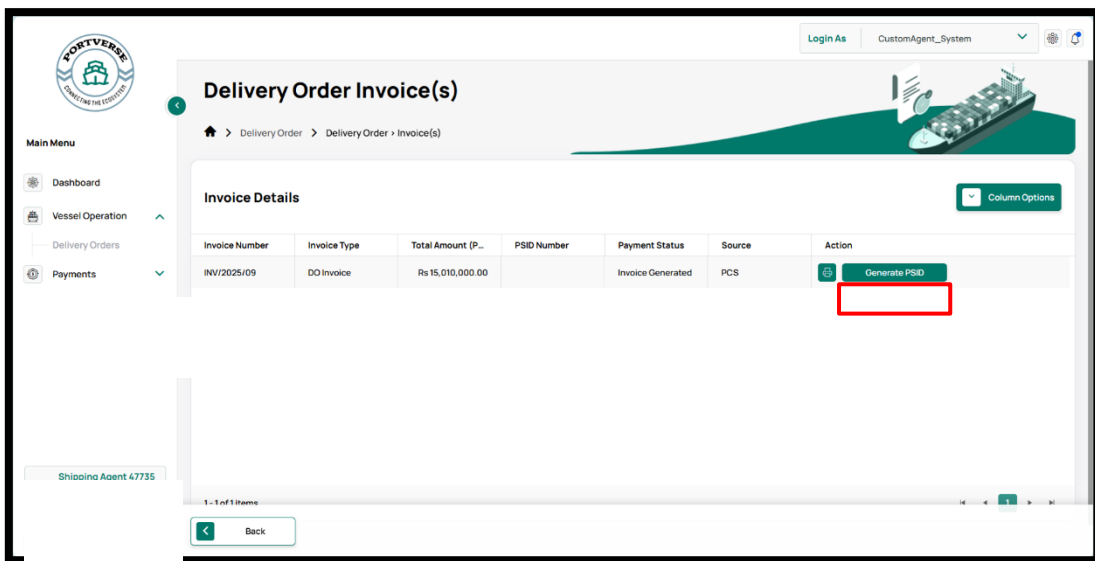 PORTVERSE
CONNECTING THE ECOSYSTEM
Login As CustomAgent_System
Delivery Order Invoice(s)
Delivery Order > Delivery Order > Invoice(s)
Main Menu
Dashboard
Vessel Operation
Delivery Orders
Payments
Invoice Details
Column Options
Invoice Number Invoice Type Total Amount (P... PSID Number Payment Status Source Action
INV/2025/09 DO Invoice Rs 15,010,000.00 Invoice Generated PCS Generate PSID
Shipping Agent 47735
1 - 1 of 1 items 1
Back